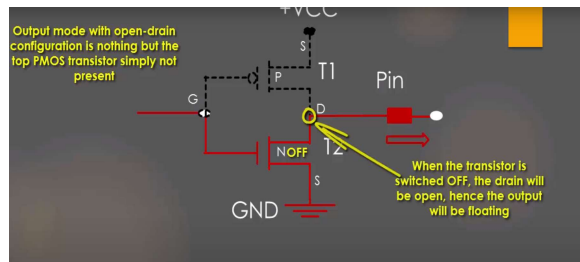 +VCC
Output mode with open-drain
configuration is nothing but the
top PMOS transistor simply not
present
S
P
T1
Pin
G
D
N OFF
T2
When the transistor is
switched OFF, the drain will
be open, hence the output
will be floating
S
GND